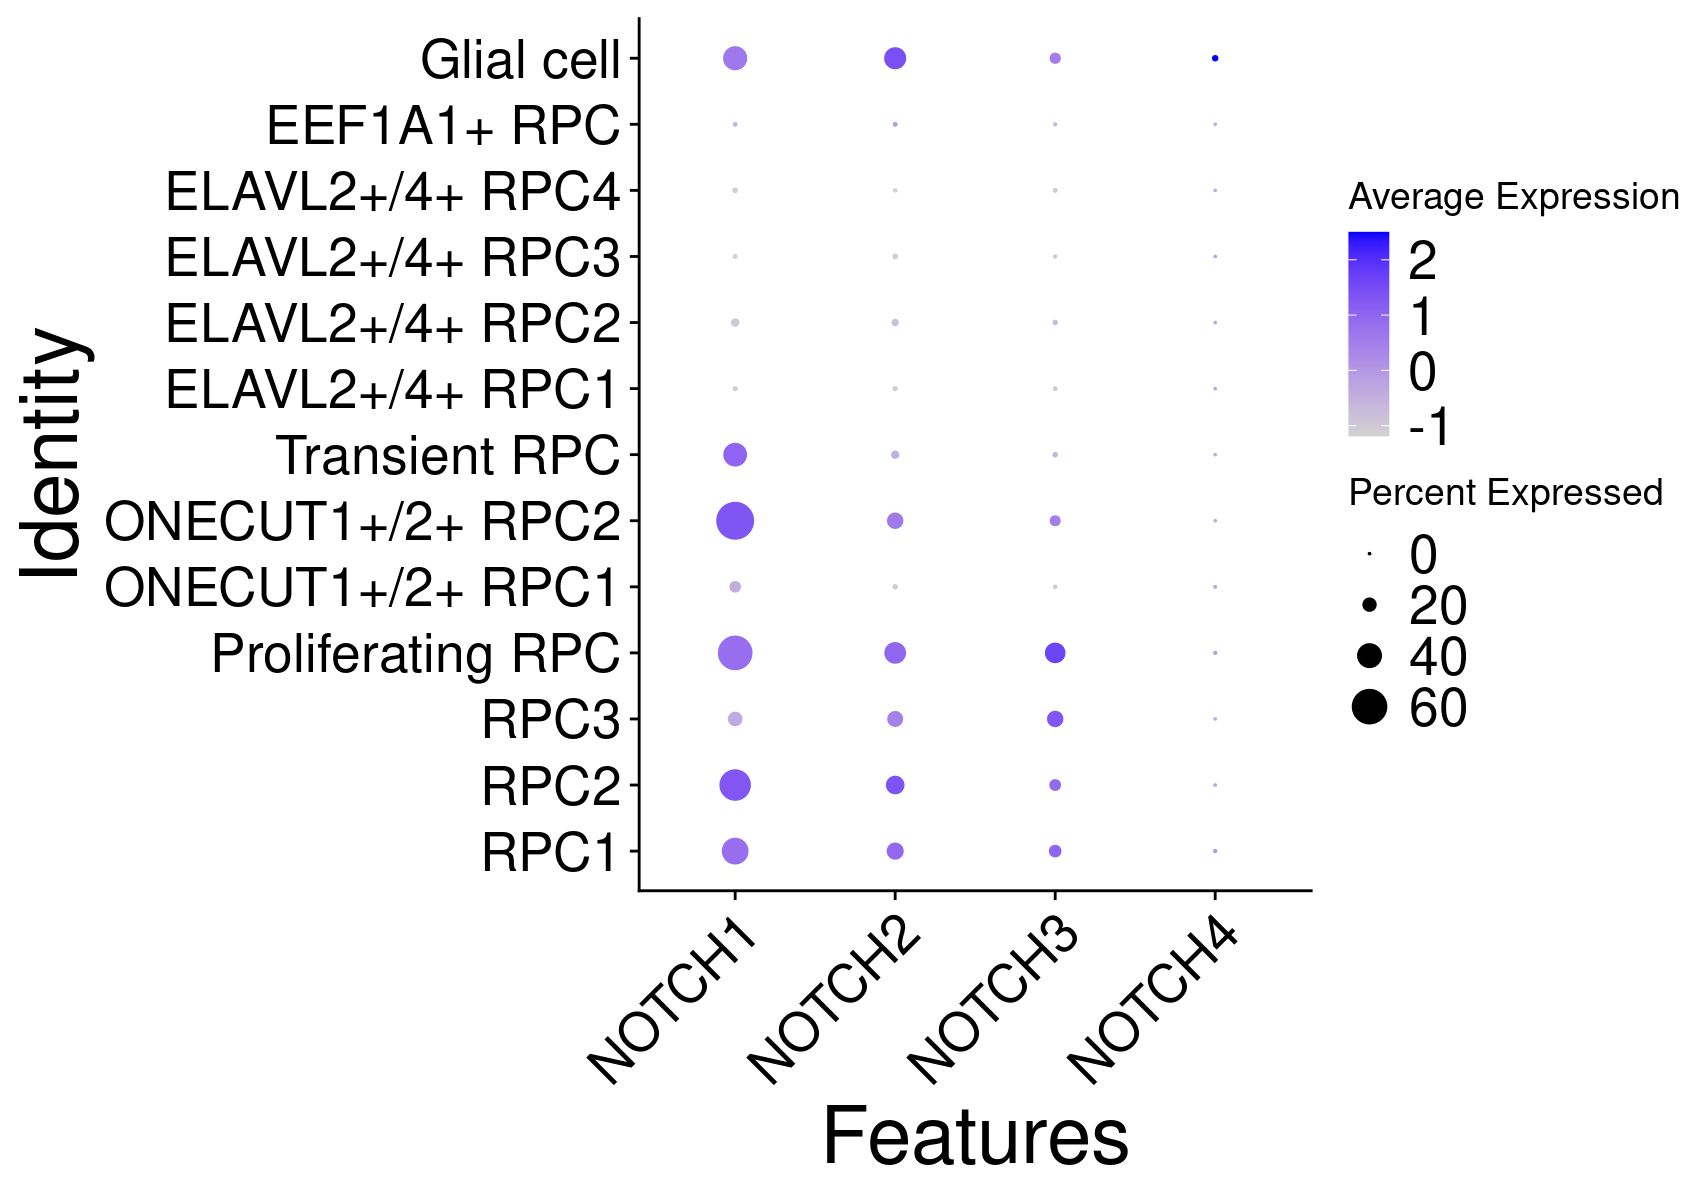 Glial cell
EEF1A1+ RPC
ELAVL2+/4+ RPC4
ELAVL2+/4+ RPC3
ELAVL2+/4+ RPC2
ELAVL2+/4+ RPC1
Transient RPC
ONECUT1+/2+ RPC2
ONECUT1+/2+ RPC1
Proliferating RPC
RPC3
RPC2
RPC1
Identity
NOTCH1
NOTCH2
NOTCH3
NOTCH4
Features
Average Expression
2
1
0
-1
Percent Expressed
0
20
40
60